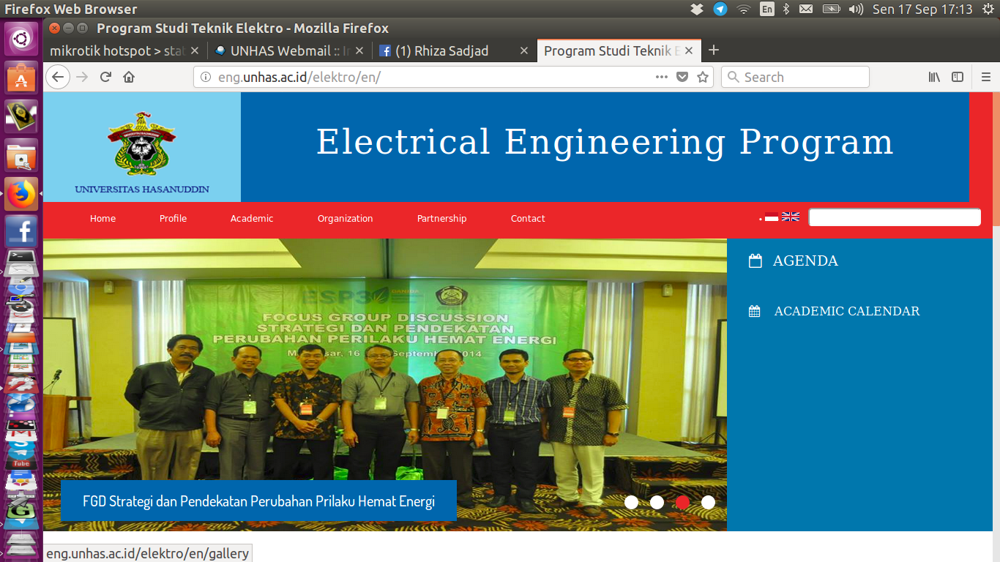 Firefox Web Browser
En
Sen 17 Sep 17:13
Program Studi Teknik Elektro - Mozilla Firefox
mikrotik hotspot > stat
UNHAS Webmail :: I
(1) Rhiza Sadjad
Program Studi Teknik E
eng.unhas.ac.id/elektro/en/
Search
UNIVERSITAS HASANUDDIN
Electrical Engineering Program
Home
Profile
Academic
Organization
Partnership
Contact
ESP3
DANIDA
FOCUS GROUP DISCUSSION
STRATEGI DAN PENDEKATAN
PERUBAHAN PERILAKU HEMAT ENERGI
16
September 2014
AGENDA
ACADEMIC CALENDAR
FGD Strategi dan Pendekatan Perubahan Prilaku Hemat Energi
Tube
eng.unhas.ac.id/elektro/en/gallery